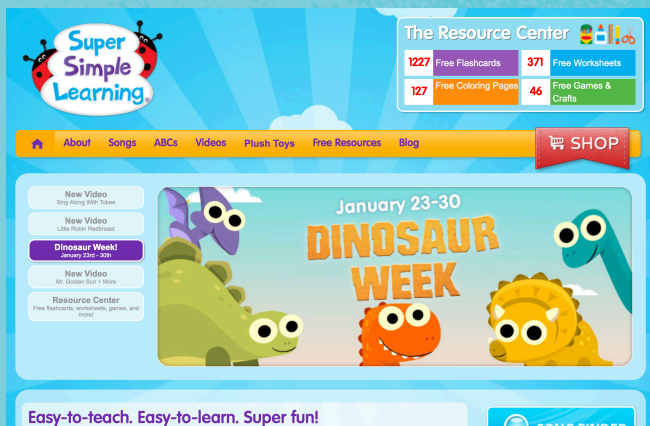 Super
Simple
Learning®
The Resource Center
1227 Free Flashcards
371 Free Worksheets
127 Free Coloring Pages
46 Free Games &
Crafts
About Songs ABCs Videos Plush Toys Free Resources Blog
SHOP
New Video
Sing Along With Tobee
New Video
Little Robin Redbreast
Dinosaur Week!
January 23rd - 30th
New Video
Mr. Golden Sun + More
Resource Center
Free flashcards, worksheets, games, and
more!
January 23-30
DINOSAUR
WEEK
Easy-to-teach. Easy-to-learn. Super fun!
SONG FINDER